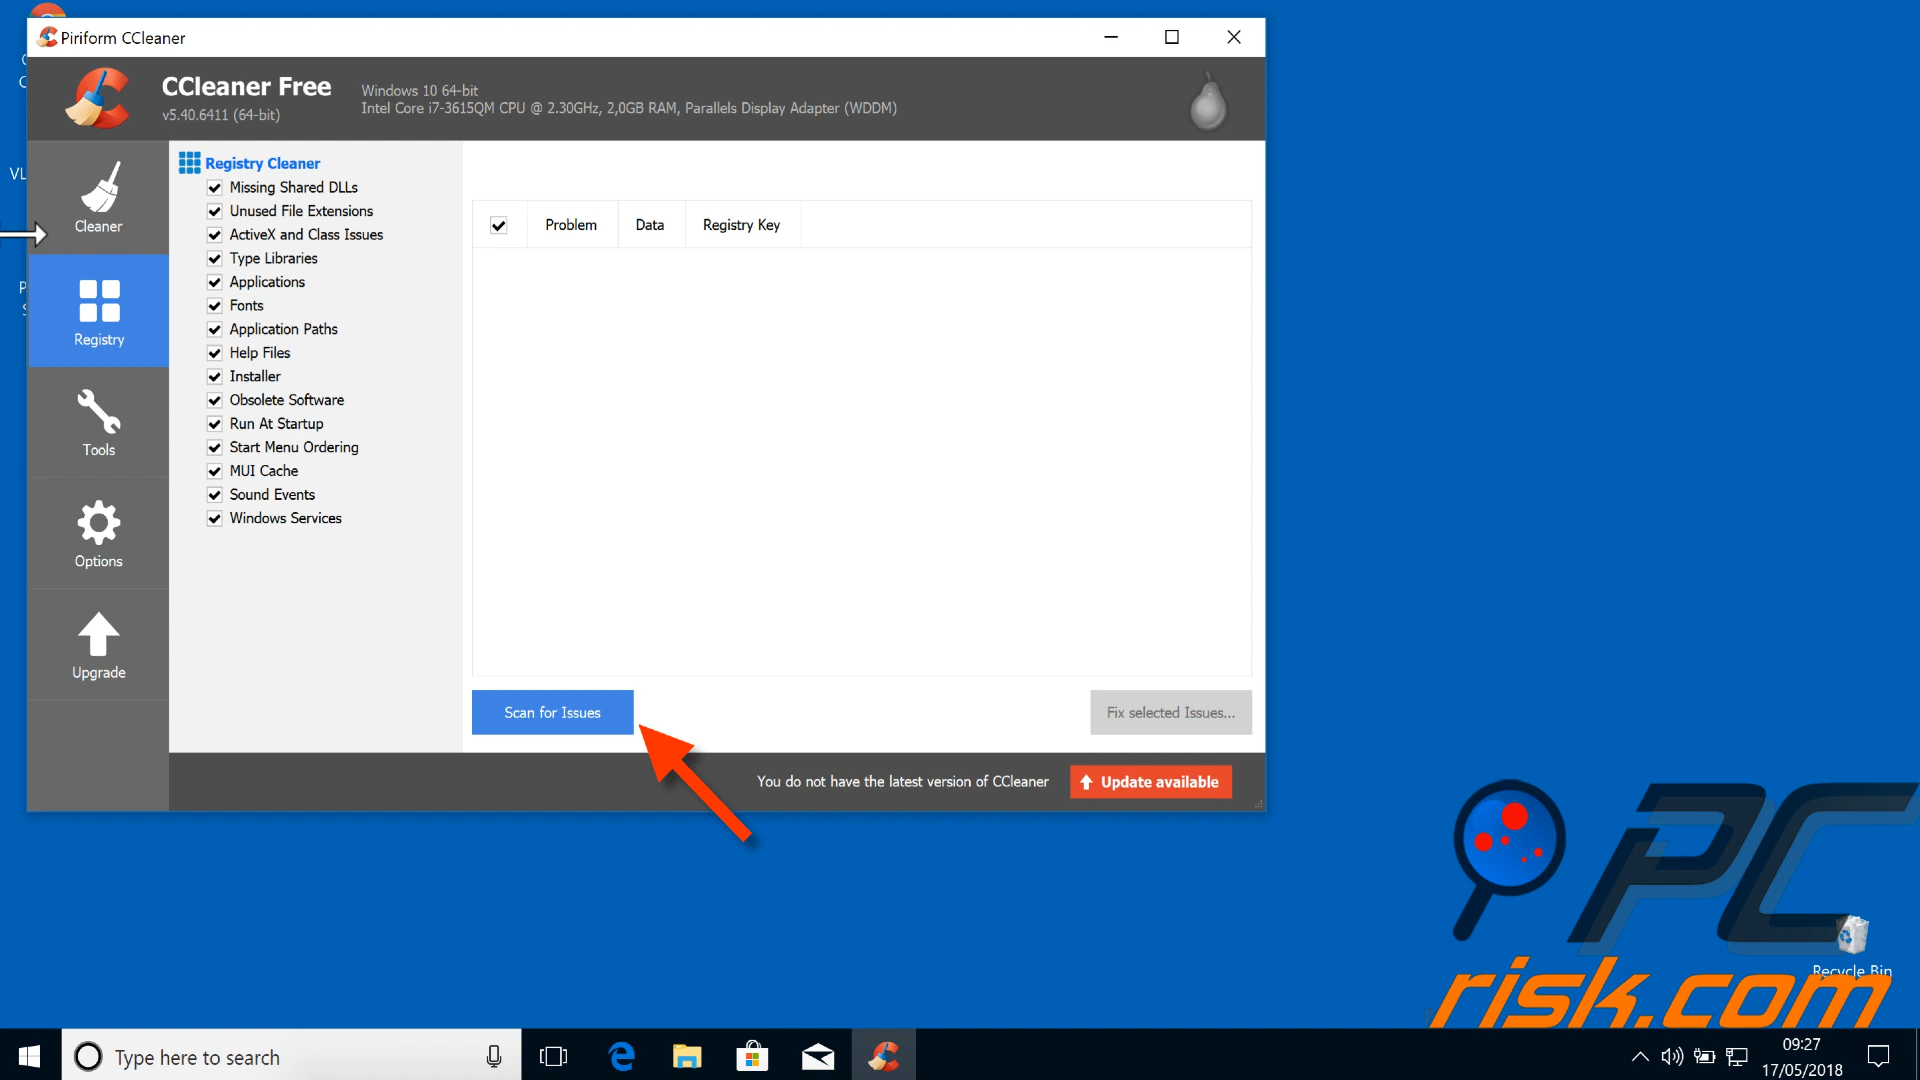 Piriform CCleaner
CCleaner Free
v5.40.6411 (64-bit)
Windows 10 64-bit
Intel Core i7-3615QM CPU @ 2.30GHz, 2,0GB RAM, Parallels Display Adapter (WDDM)
Cleaner
Registry
Tools
Options
Upgrade
Registry Cleaner
Missing Shared DLLs
Unused File Extensions
ActiveX and Class Issues
Type Libraries
Applications
Fonts
Application Paths
Help Files
Installer
Obsolete Software
Run At Startup
Start Menu Ordering
MUI Cache
Sound Events
Windows Services
Problem Data Registry Key
Scan for Issues
Fix selected Issues...
You do not have the latest version of CCleaner
Update available
VL
PC
risk.com
Recycle Bin
Type here to search
09:27
17/05/2018